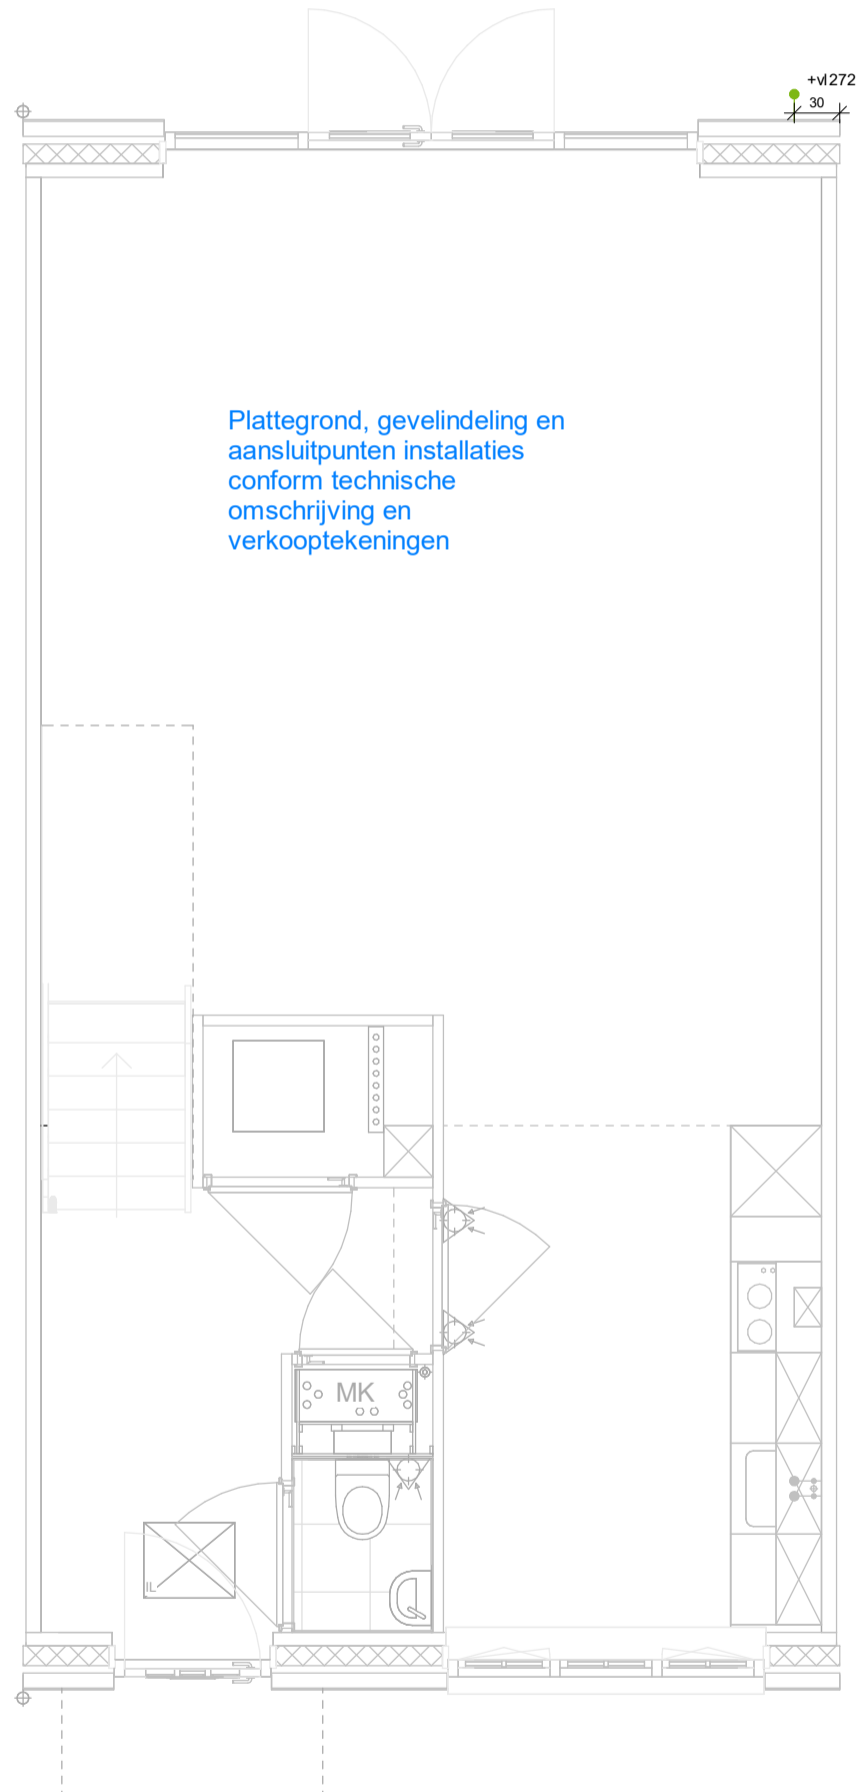 +vl272
30
Plattegrond, gevelindeling en
aansluitpunten installaties
conform technische
omschrijving en
verkooptekeningen
MK
IL